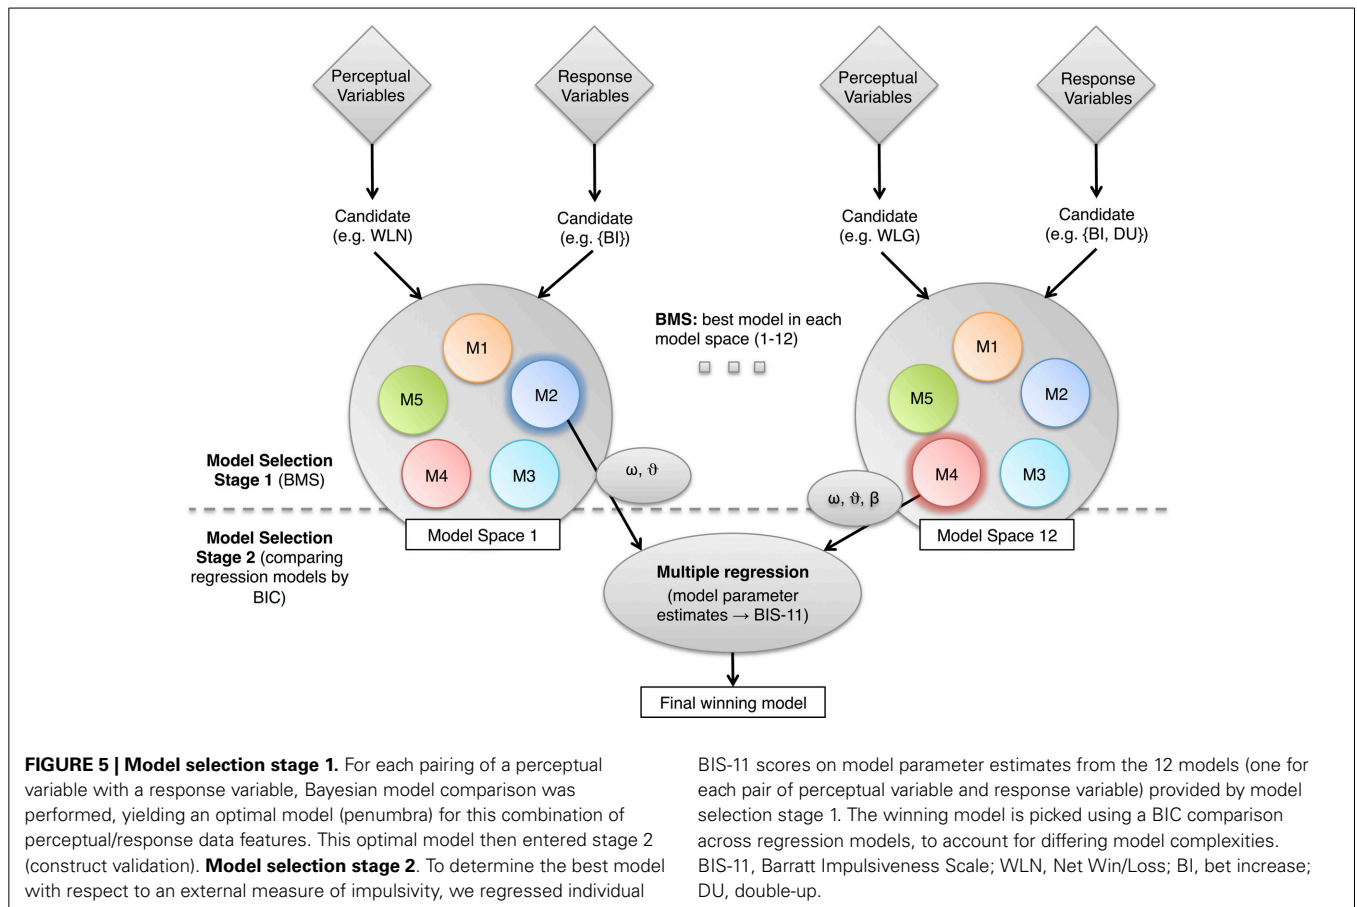 Perceptual
Variables
Response
Variables
Perceptual
Variables
Response
Variables
Candidate
(e.g. WLN)
Candidate
(e.g. {BI})
Candidate
(e.g. WLG)
Candidate
(e.g. {BI, DU})
BMS: best model in each
model space (1-12)
M1
M2
M5
M4
M3
M1
M2
M5
M4
M3
Model Selection
Stage 1 (BMS)
ω, ϑ
ω, ϑ, β
Model Space 1
Model Space 12
Model Selection
Stage 2 (comparing
regression models by
BIC)
Multiple regression
(model parameter
estimates → BIS-11)
Final winning model
FIGURE 5 | Model selection stage 1. For each pairing of a perceptual
variable with a response variable, Bayesian model comparison was
performed, yielding an optimal model (penumbra) for this combination of
perceptual/response data features. This optimal model then entered stage 2
(construct validation). Model selection stage 2. To determine the best model
with respect to an external measure of impulsivity, we regressed individual
BIS-11 scores on model parameter estimates from the 12 models (one for
each pair of perceptual variable and response variable) provided by model
selection stage 1. The winning model is picked using a BIC comparison
across regression models, to account for differing model complexities.
BIS-11, Barratt Impulsiveness Scale; WLN, Net Win/Loss; BI, bet increase;
DU, double-up.